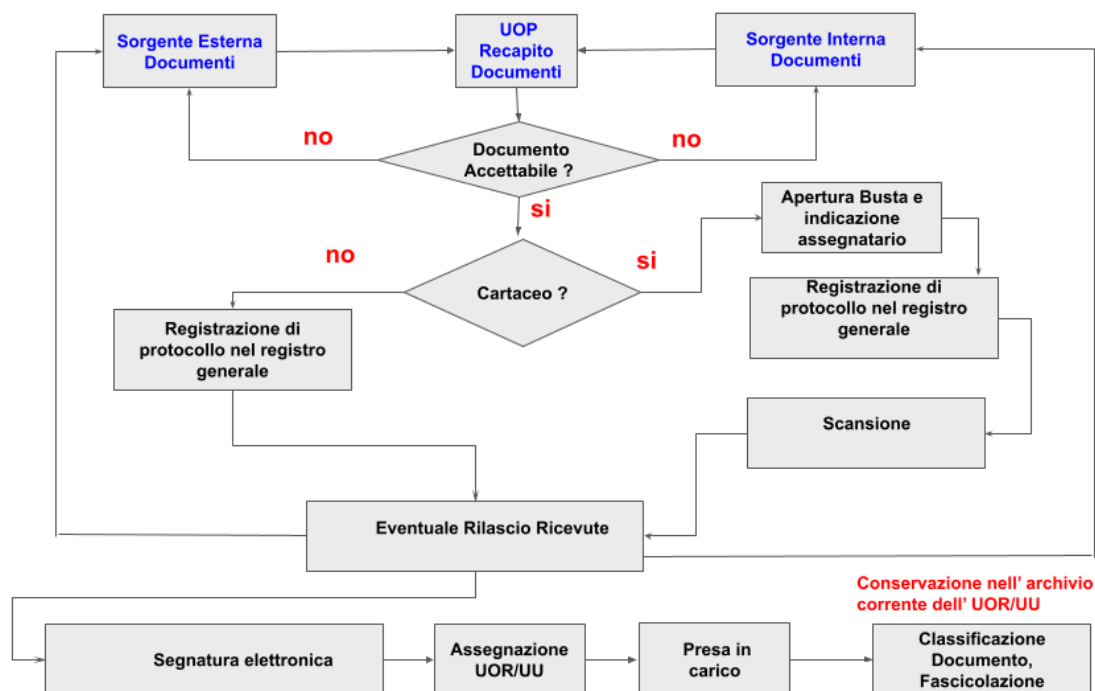 Sorgente Esterna
Documenti
UOP
Recapito
Documenti
Sorgente Interna
Documenti
no
Documento
Accettabile ?
no
si
Apertura Busta e
indicazione
assegnatario
no
Cartaceo ?
si
Registrazione di
protocollo nel registro
generale
Registrazione di
protocollo nel registro
generale
Scansione
Eventuale Rilascio Ricevute
Conservazione nell' archivio
corrente dell' UOR/UU
Segnatura elettronica
Assegnazione
UOR/UU
Presa in
carico
Classificazione
Documento,
Fascicolazione